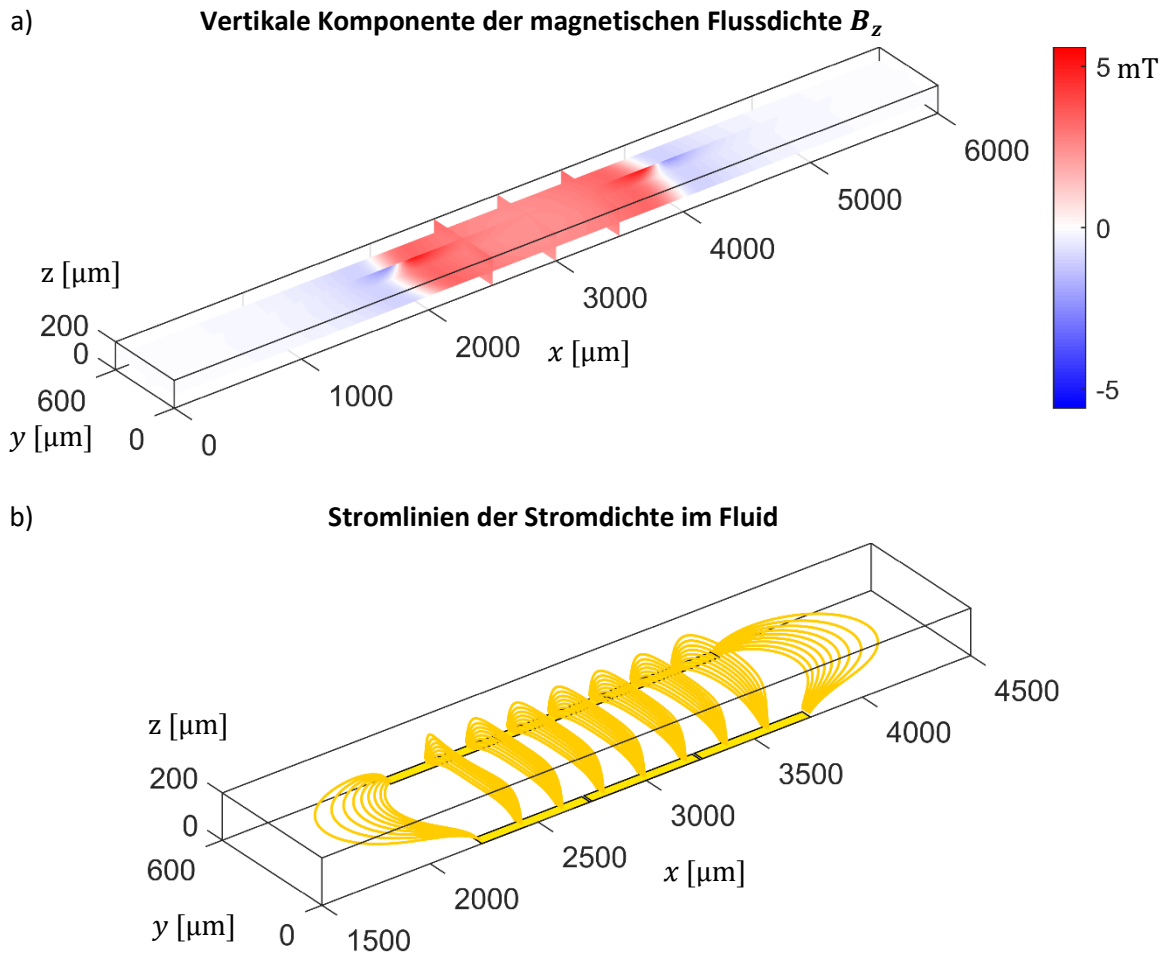 a)
Vertikale Komponente der magnetischen Flussdichte B_z
5 mT
0
-5
z [µm]
200
0
600
y [µm]
0
0
1000
2000
x [µm]
3000
4000
5000
6000
b)
Stromlinien der Stromdichte im Fluid
z [µm]
200
0
600
y [µm]
0
1500
2000
2500
x [µm]
3000
3500
4000
4500